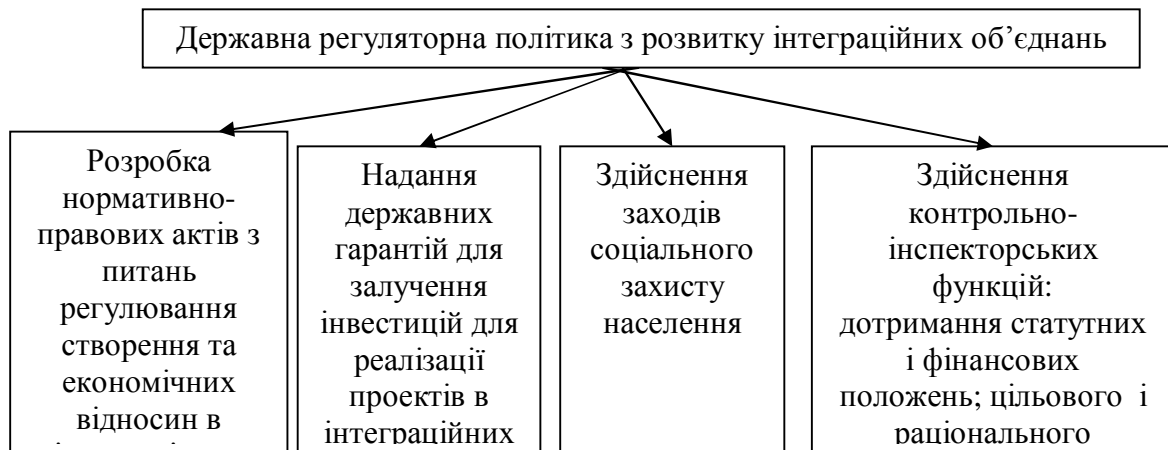 Державна регуляторна політика з розвитку інтеграційних об’єднань
Розробка
нормативно-
правових актів з
питань
регулювання
створення та
економічних
відносин в
Надання
державних
гарантій для
залучення
інвестицій для
реалізації
проектів в
інтеграційних
Здійснення
заходів
соціального
захисту
населення
Здійснення
контрольно-
інспекторських
функцій:
дотримання статутних
і фінансових
положень; цільового і
раціонального